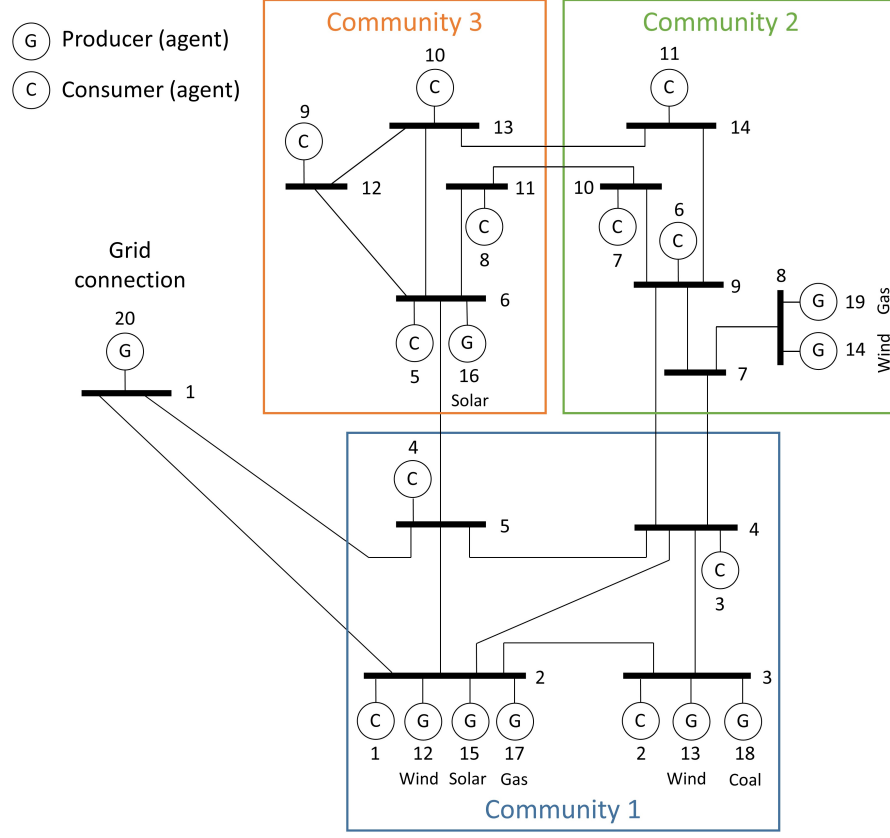 Community 3
Community 2
G Producer (agent)
C Consumer (agent)
10
C
13
11
C
14
9
C
12
11
C
8
10
C
7
6
C
9
Grid
connection
20
G
1
6
C
5
G
16
Solar
8
G 19 Gas
G 14 Wind
7
4
C
5
4
C
3
2
C
1
G
12
Wind
G
15
Solar
G
17
Gas
3
C
2
G
13
Wind
G
18
Coal
Community 1